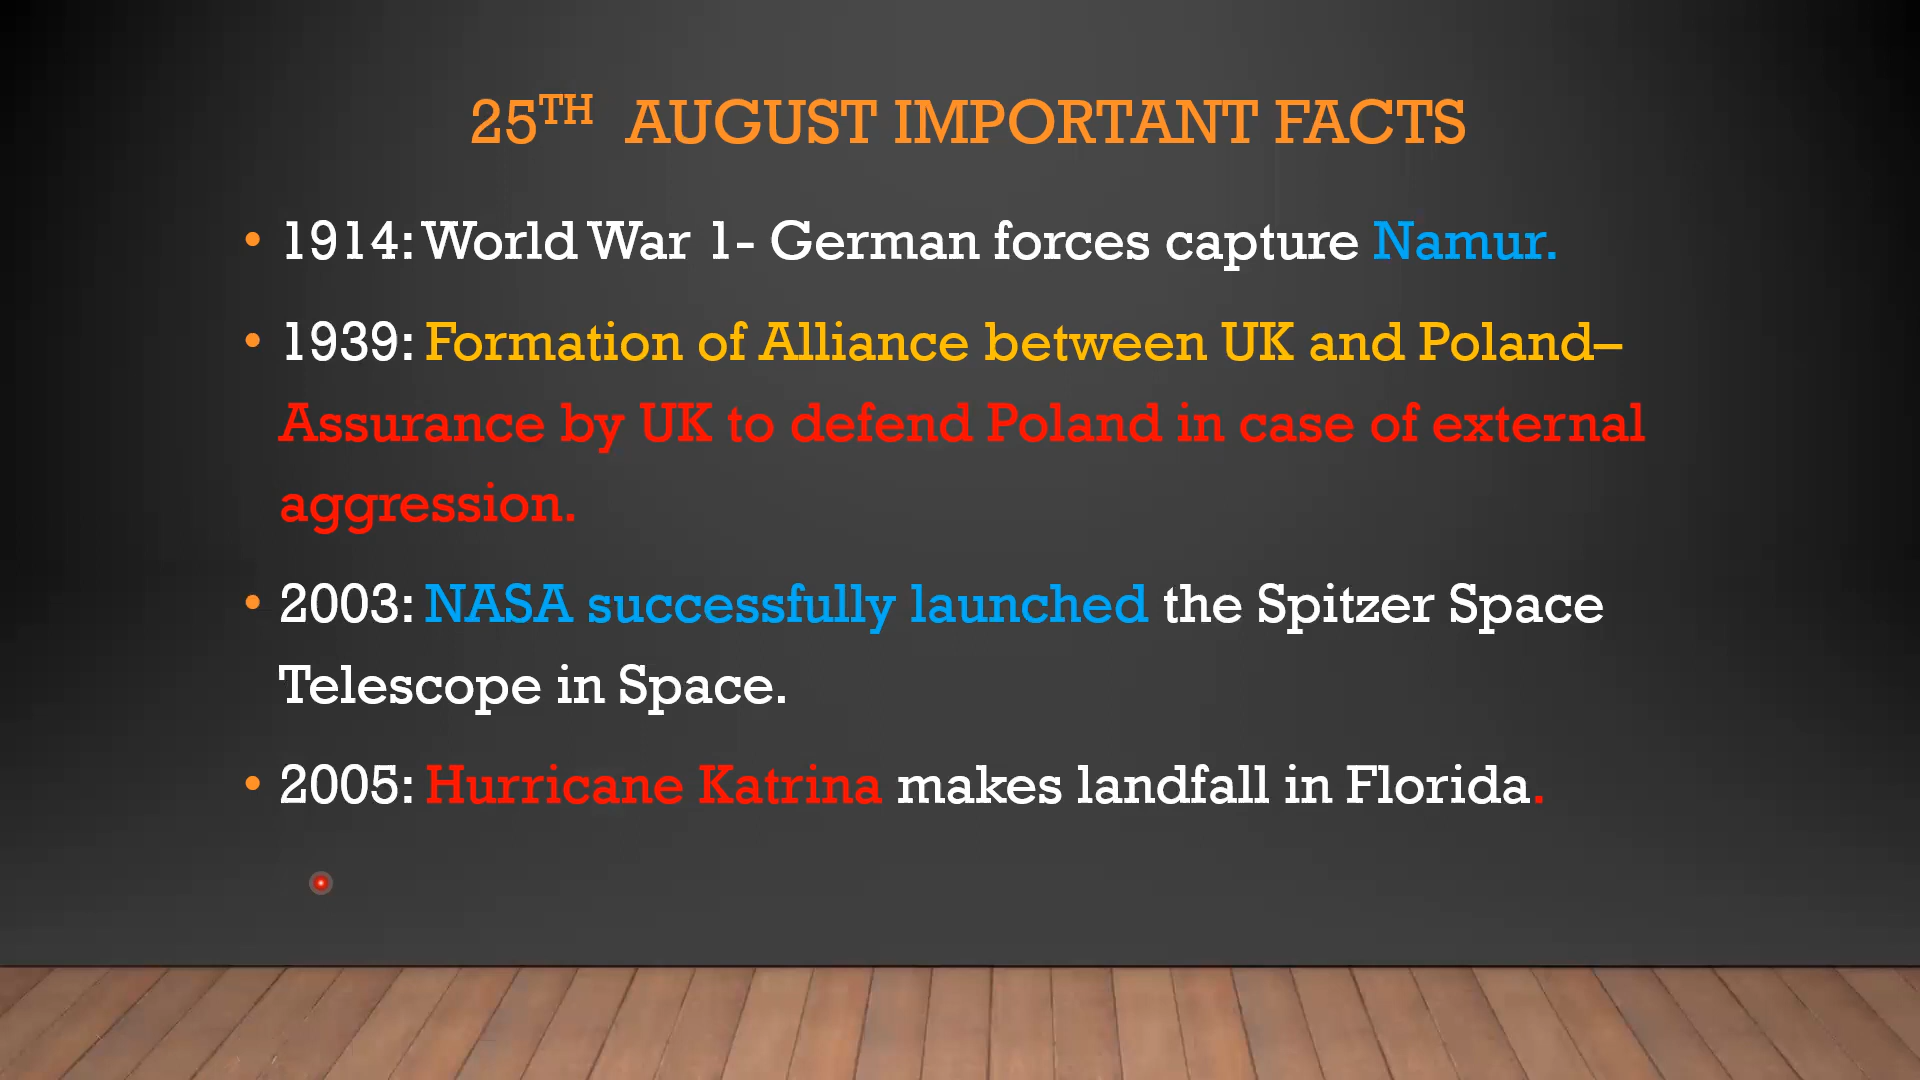 25TH AUGUST IMPORTANT FACTS
• 1914: World War 1- German forces capture Namur.
• 1939: Formation of Alliance between UK and Poland–
Assurance by UK to defend Poland in case of external
aggression.
• 2003: NASA successfully launched the Spitzer Space
Telescope in Space.
• 2005: Hurricane Katrina makes landfall in Florida.